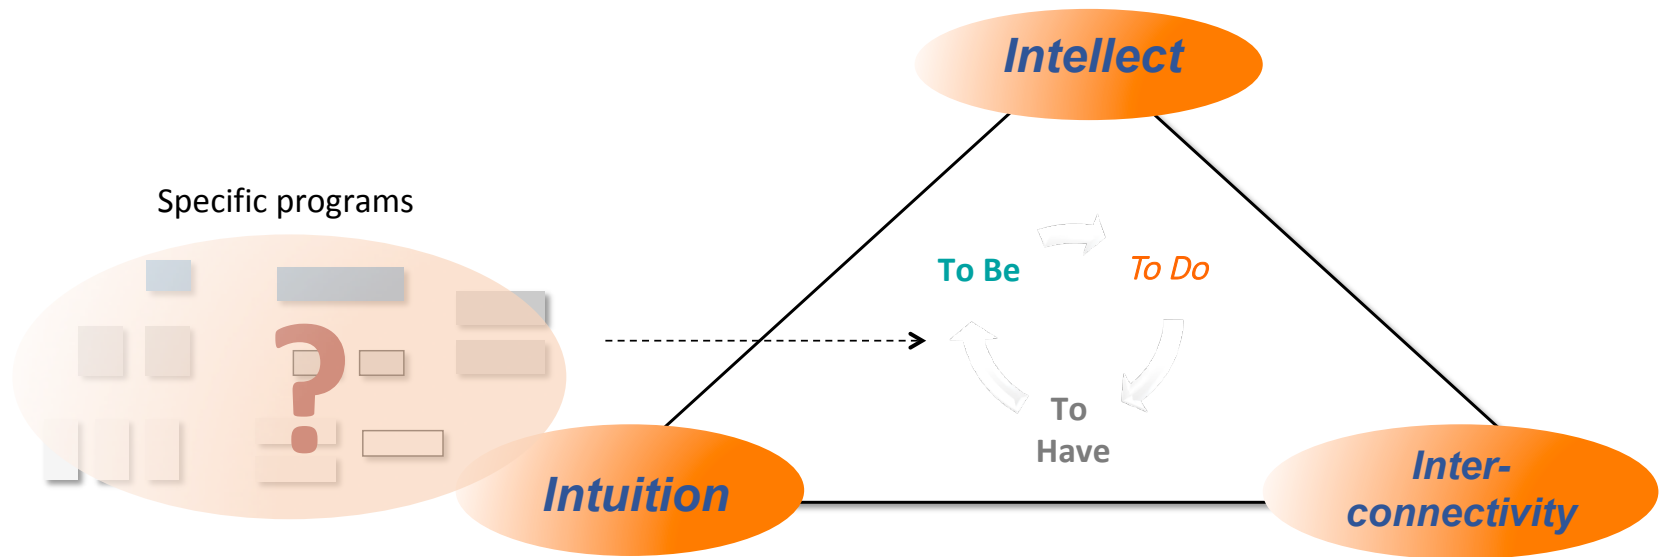 Intellect
Specific programs
To Be
To Do
?
To
Have
Intuition
Inter-
connectivity